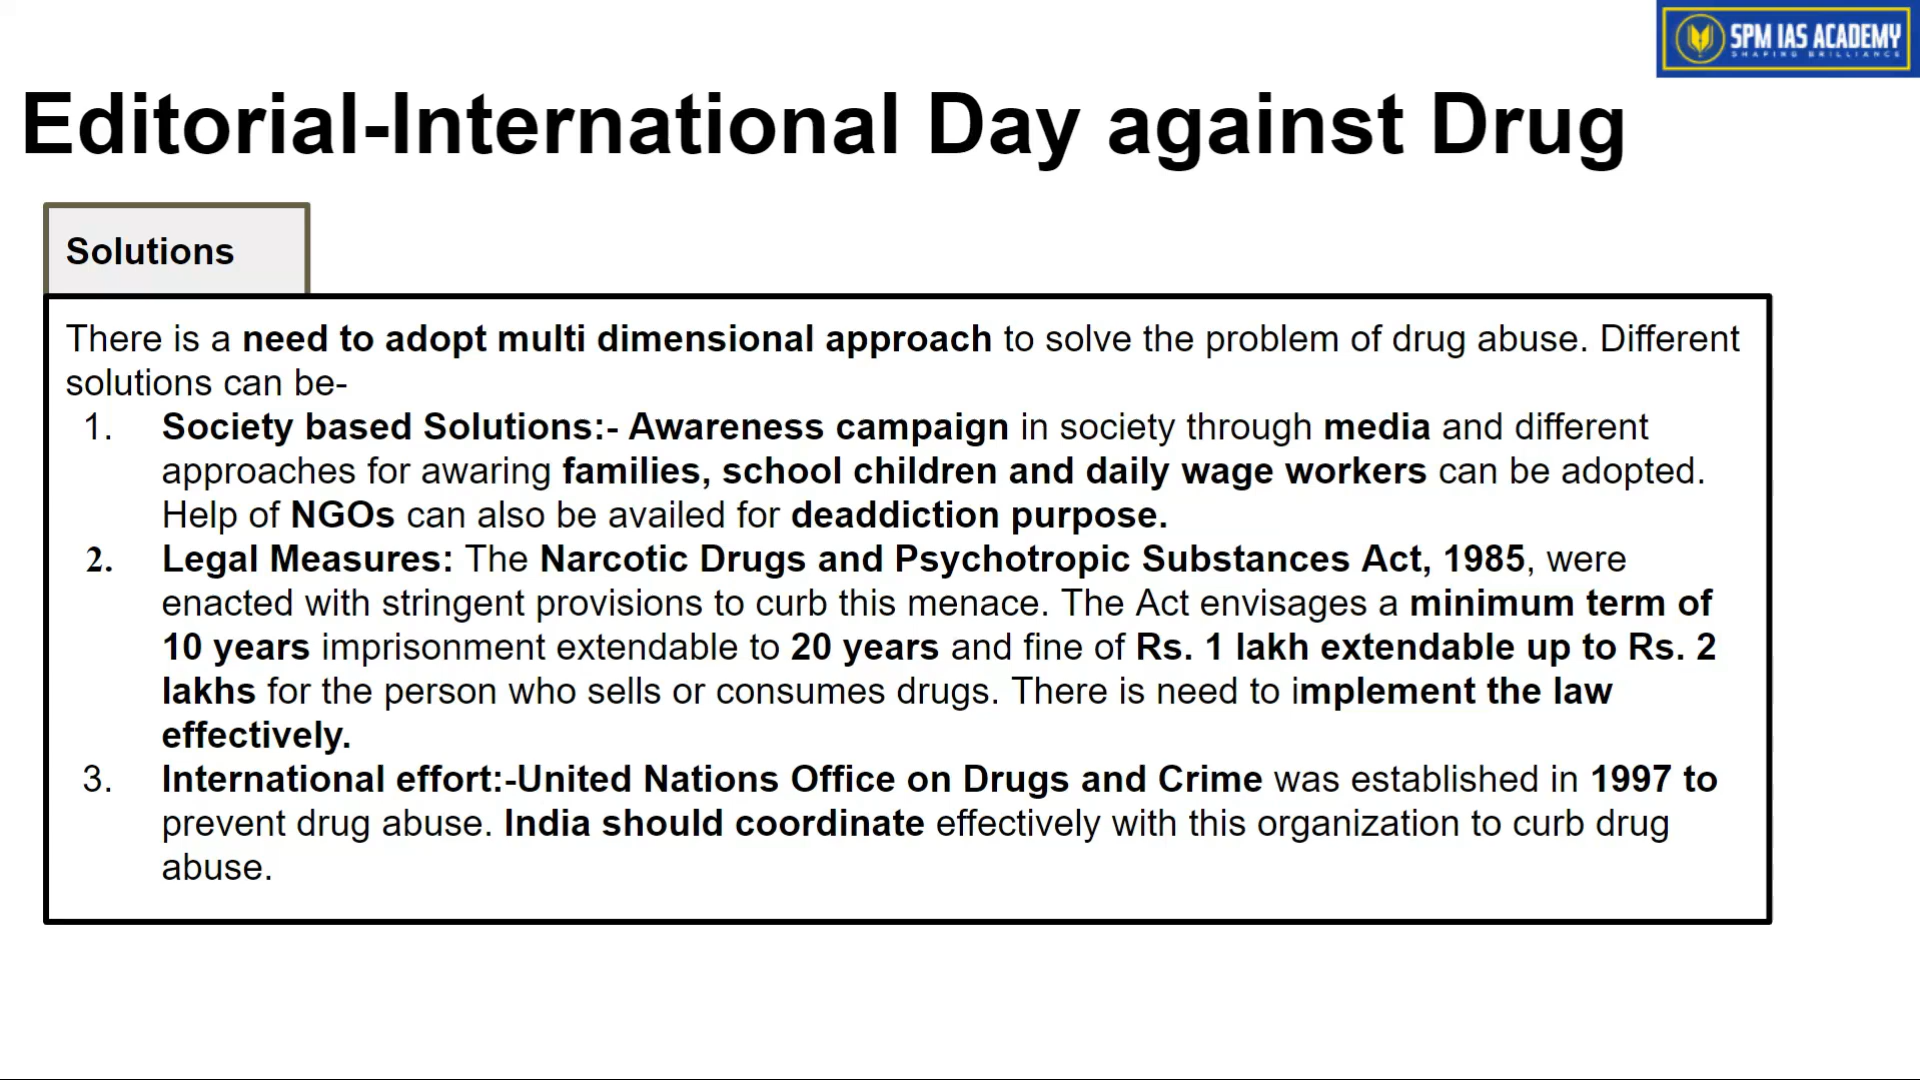 SPM IAS ACADEMY
SHAPING BRILLIANCE
Editorial-International Day against Drug
Solutions
There is a need to adopt multi dimensional approach to solve the problem of drug abuse. Different
solutions can be-
1. Society based Solutions:- Awareness campaign in society through media and different
approaches for awaring families, school children and daily wage workers can be adopted.
Help of NGOs can also be availed for deaddiction purpose.
2. Legal Measures: The Narcotic Drugs and Psychotropic Substances Act, 1985, were
enacted with stringent provisions to curb this menace. The Act envisages a minimum term of
10 years imprisonment extendable to 20 years and fine of Rs. 1 lakh extendable up to Rs. 2
lakhs for the person who sells or consumes drugs. There is need to implement the law
effectively.
3. International effort:-United Nations Office on Drugs and Crime was established in 1997 to
prevent drug abuse. India should coordinate effectively with this organization to curb drug
abuse.